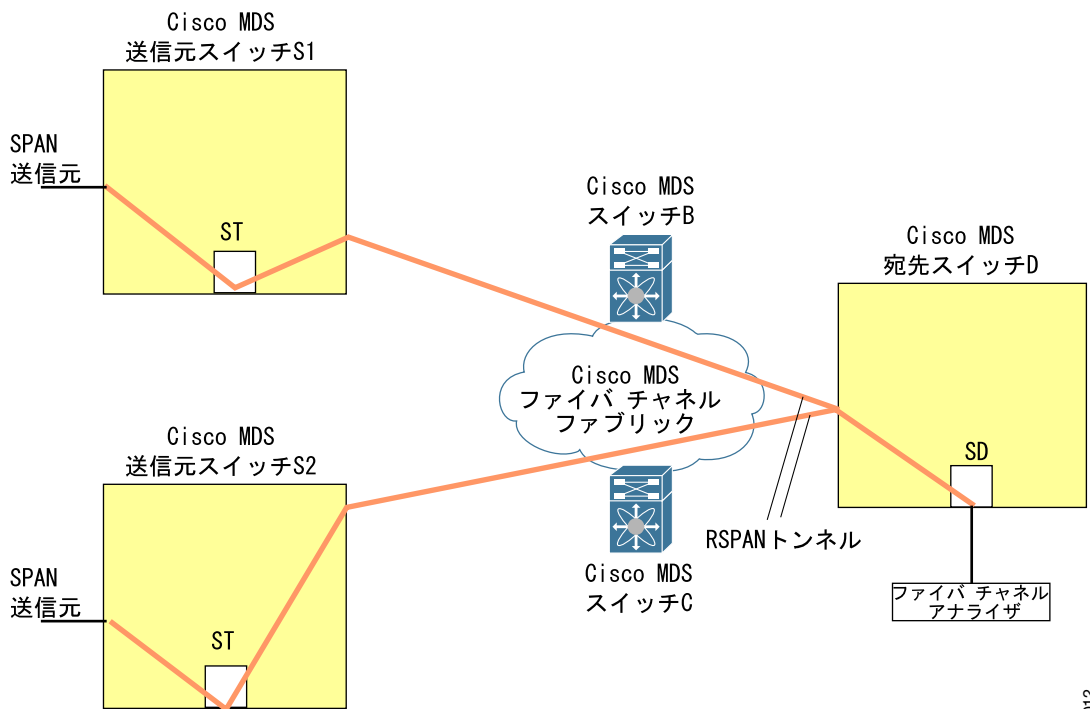 Cisco MDS
送信元スイッチS1
SPAN
送信元
ST
Cisco MDS
スイッチB
Cisco MDS
宛先スイッチD
Cisco MDS
ファイバ チャネル
ファブリック
Cisco MDS
送信元スイッチS2
SD
RSPANトンネル
SPAN
送信元
ST
Cisco MDS
スイッチC
ファイバ チャネル
アナライザ